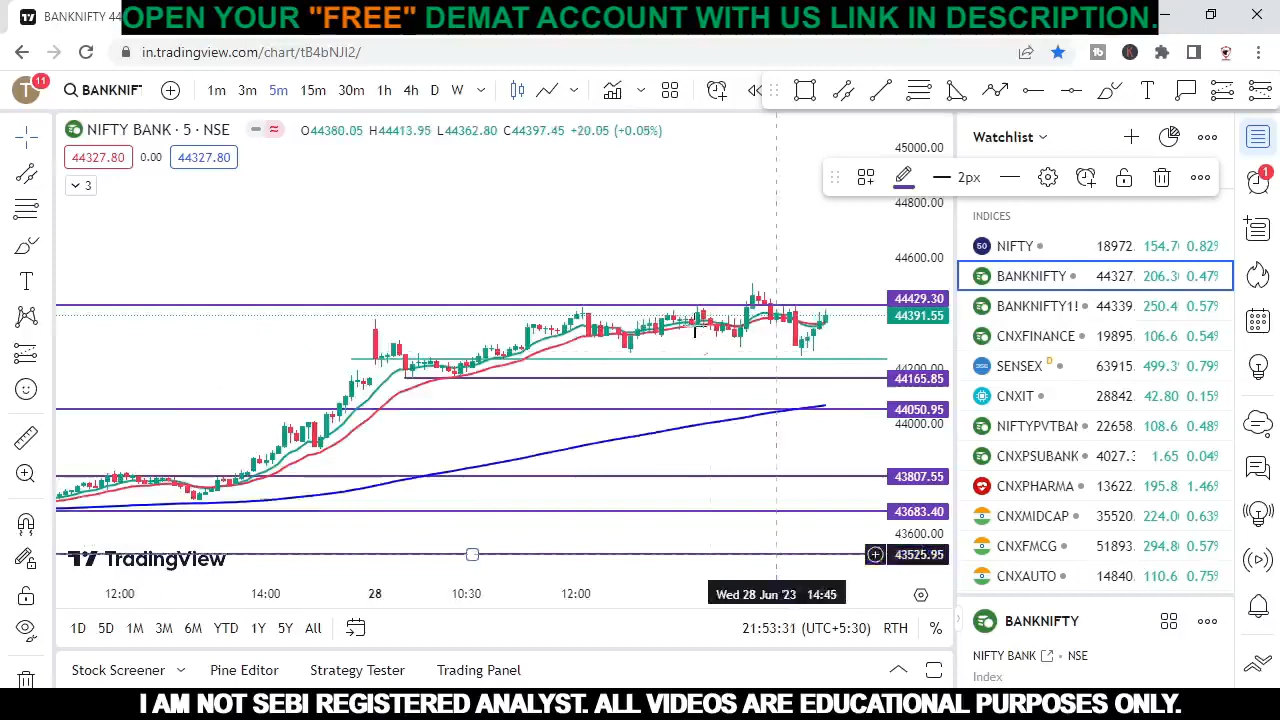 OPEN YOUR "FREE" DEMAT ACCOUNT WITH US LINK IN DESCRIPTION.
BANKNIFTY 44
in.tradingview.com/chart/tB4bNJI2/
T 11 BANKNIF 1m 3m 5m 15m 30m 1h 4h D W
NIFTY BANK · 5 · NSE O44380.05 H44413.95 L44362.80 C44397.45 +20.05 (+0.05%)
44327.80 0.00 44327.80
3
2px
45000.00
44800.00
44600.00
44429.30
44391.55
44200.00
44165.85
44050.95
44000.00
43807.55
43683.40
43600.00
43525.95
TradingView
12:00 14:00 28 10:30 12:00 Wed 28 Jun '23 14:45
1D 5D 1M 3M 6M YTD 1Y 5Y All 21:53:31 (UTC+5:30) RTH %
Stock Screener Pine Editor Strategy Tester Trading Panel
Watchlist
1
INDICES
50 NIFTY 18972. 154.7 0.82%
BANKNIFTY 44327. 206.3 0.47%
BANKNIFTY1! 44339. 250.4 0.57%
CNXFINANCE 19895. 106.6 0.54%
SENSEX D 63915. 499.3 0.79%
CNXIT 28842. 42.80 0.15%
NIFTYPVTBAN 22658. 108.6 0.48%
CNXPSUBANK 4027.3 1.65 0.04%
CNXPHARMA 13622. 195.8 1.46%
CNXMIDCAP 35520. 224.0 0.63%
CNXFMCG 51893. 294.8 0.57%
CNXAUTO 14840. 110.6 0.75%
BANKNIFTY
NIFTY BANK · NSE
Index
I AM NOT SEBI REGISTERED ANALYST. ALL VIDEOS ARE EDUCATIONAL PURPOSES ONLY.